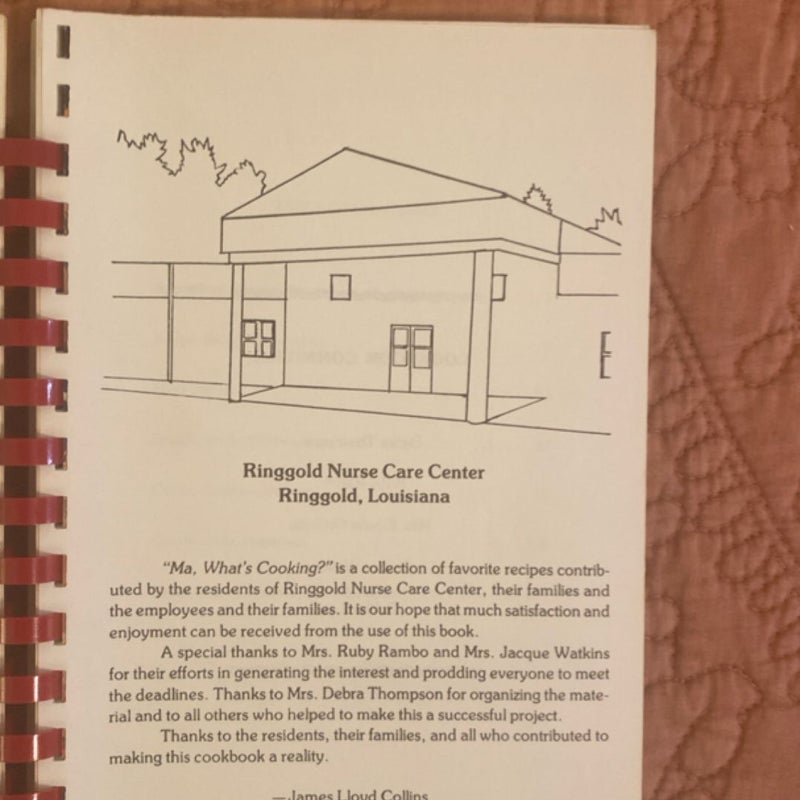 Ringgold Nurse Care Center
Ringgold, Louisiana
"Ma, What's Cooking?" is a collection of favorite recipes contrib-
uted by the residents of Ringgold Nurse Care Center, their families and
the employees and their families. It is our hope that much satisfaction and
enjoyment can be received from the use of this book.
A special thanks to Mrs. Ruby Rambo and Mrs. Jacque Watkins
for their efforts in generating the interest and prodding everyone to meet
the deadlines. Thanks to Mrs. Debra Thompson for organizing the mate-
rial and to all others who helped to make this a successful project.
Thanks to the residents, their families, and all who contributed to
making this cookbook a reality.
—James Lloyd Collins